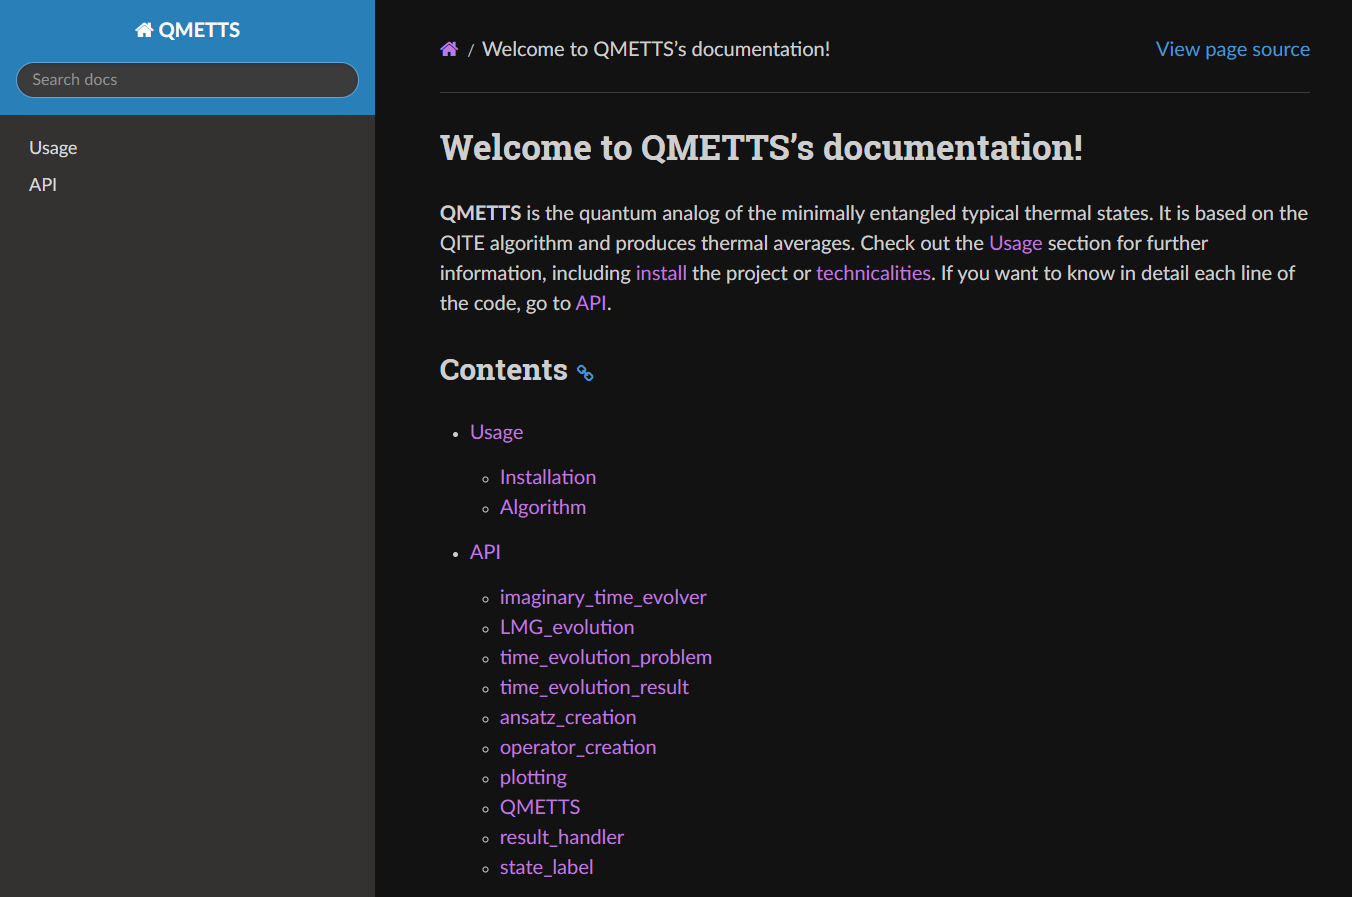 QMETTS
Search docs
Usage
API
/ Welcome to QMETTS’s documentation!
View page source
Welcome to QMETTS’s documentation!
QMETTS is the quantum analog of the minimally entangled typical thermal states. It is based on the
QITE algorithm and produces thermal averages. Check out the Usage section for further
information, including install the project or technicalities. If you want to know in detail each line of
the code, go to API.
Contents
Usage
Installation
Algorithm
API
imaginary_time_evolver
LMG_evolution
time_evolution_problem
time_evolution_result
ansatz_creation
operator_creation
plotting
QMETTS
result_handler
state_label